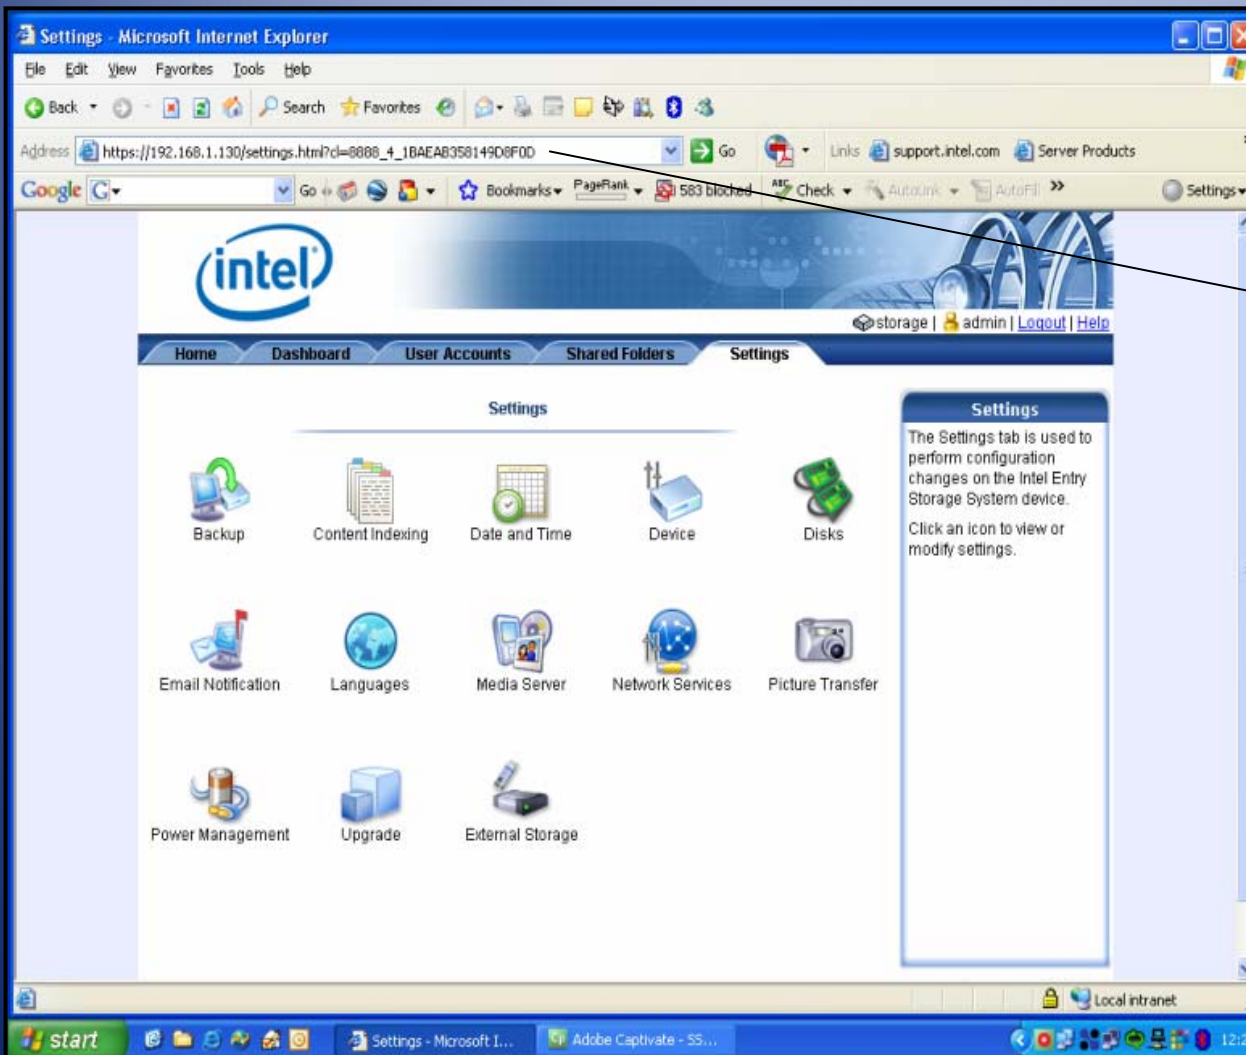 Settings - Microsoft Internet Explorer
File Edit View Favorites Tools Help
Back Search Favorites
Address https://192.168.1.130/settings.html?cl=8888_4_1BAEAB358149D8F0D Go Links support.intel.com Server Products
Google G Go Bookmarks PageRank 583 blocked ABC Check AutoLink AutoFill Settings
intel
storage | admin | Logout | Help
Home Dashboard User Accounts Shared Folders Settings
Settings
Backup Content Indexing Date and Time Device Disks
Email Notification Languages Media Server Network Services Picture Transfer
Power Management Upgrade External Storage
Settings
The Settings tab is used to
perform configuration
changes on the Intel Entry
Storage System device.
Click an icon to view or
modify settings.
Local intranet
start Settings - Microsoft I... Adobe Captivate - SS...